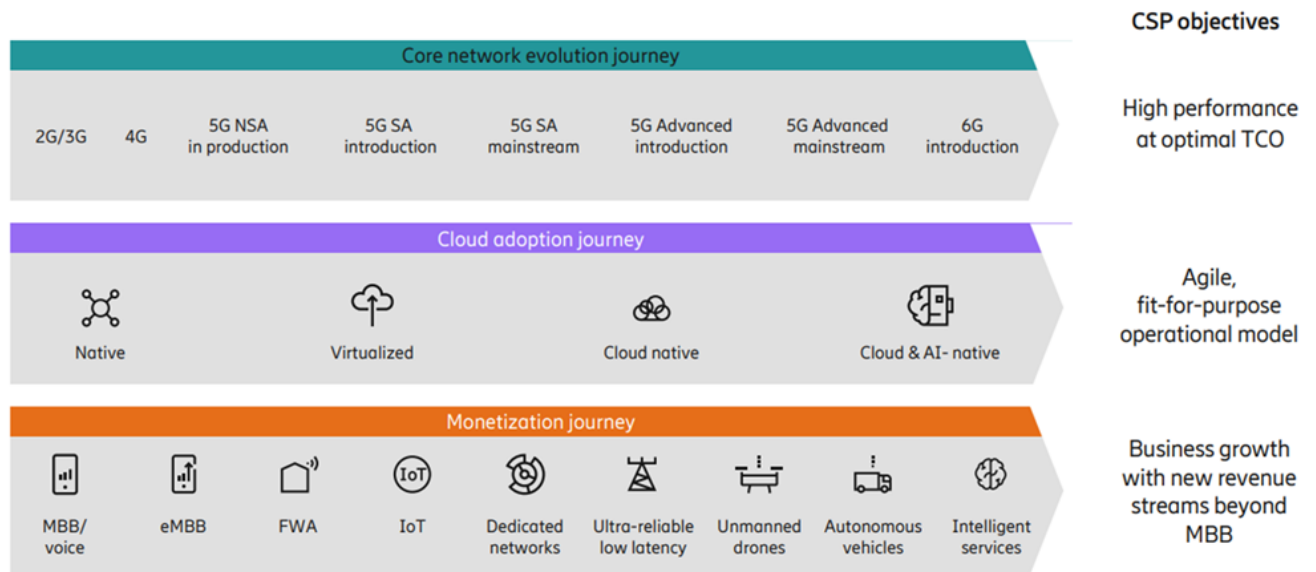 CSP objectives
Core network evolution journey
2G/3G
4G
5G NSA
in production
5G SA
introduction
5G SA
mainstream
5G Advanced
introduction
5G Advanced
mainstream
6G
introduction
High performance
at optimal TCO
Cloud adoption journey
Native
Virtualized
Cloud native
Cloud & AI- native
Agile,
fit-for-purpose
operational model
Monetization journey
MBB/
voice
eMBB
FWA
IoT
IoT
Dedicated
networks
Ultra-reliable
low latency
Unmanned
drones
Autonomous
vehicles
Intelligent
services
Business growth
with new revenue
streams beyond
MBB